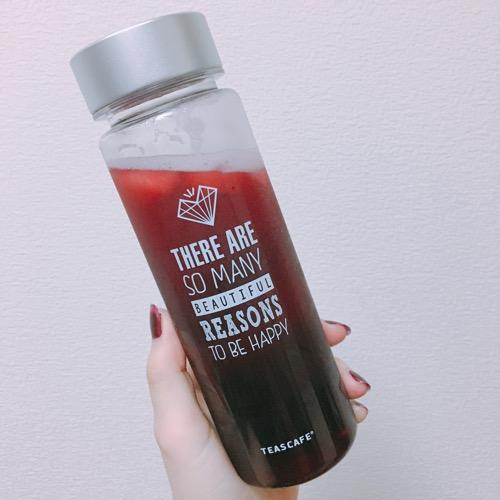 THERE ARE
SO MANY
BEAUTIFUL
REASONS
TO BE HAPPY
TEASCAFE®